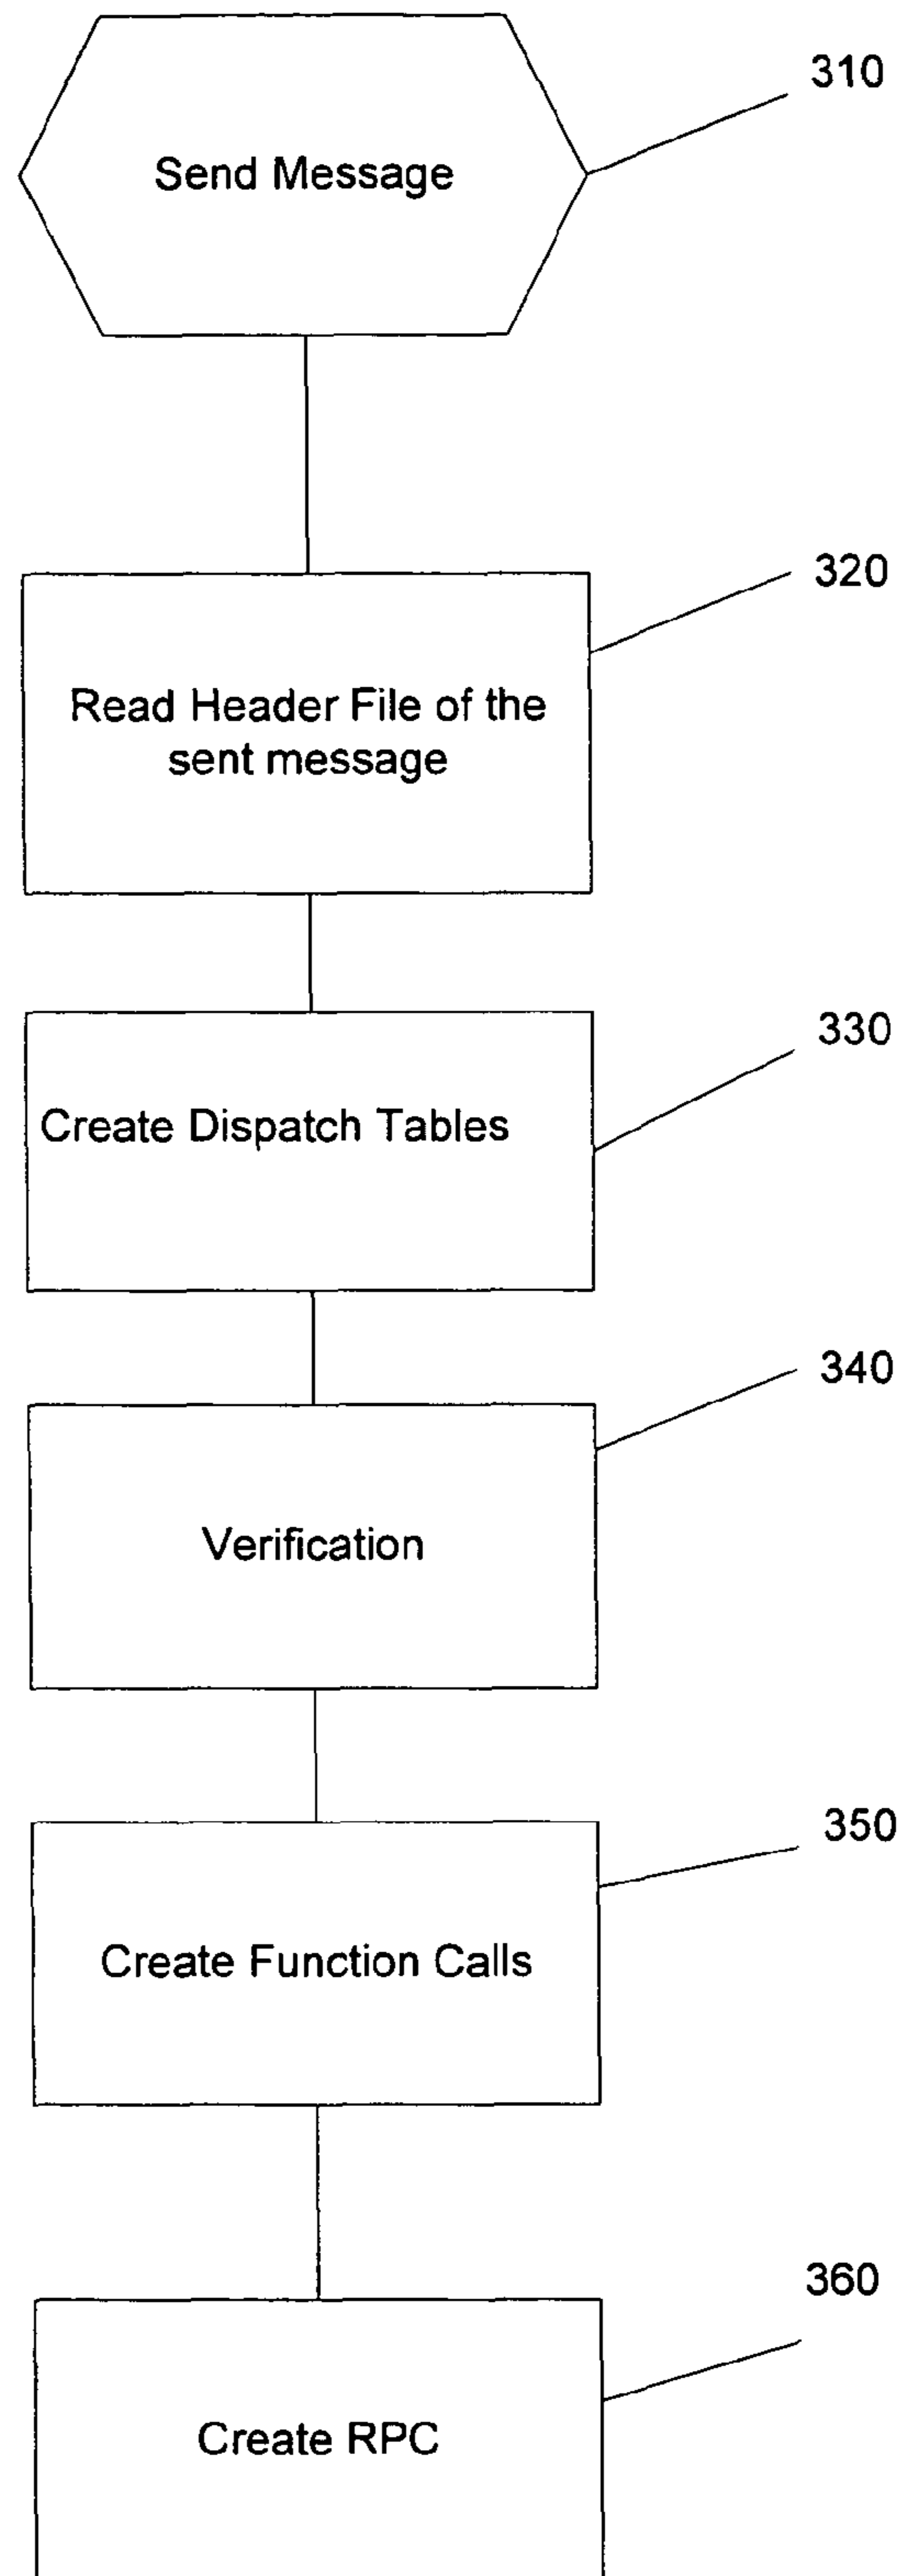 310
Send Message
320
Read Header File of the
sent message
330
Create Dispatch Tables
340
Verification
350
Create Function Calls
360
Create RPC